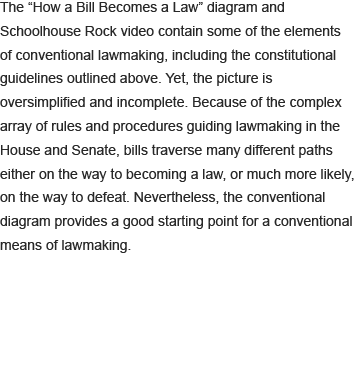 The “How a Bill Becomes a Law” diagram and
Schoolhouse Rock video contain some of the elements
of conventional lawmaking, including the constitutional
guidelines outlined above. Yet, the picture is
oversimplified and incomplete. Because of the complex
array of rules and procedures guiding lawmaking in the
House and Senate, bills traverse many different paths
either on the way to becoming a law, or much more likely,
on the way to defeat. Nevertheless, the conventional
diagram provides a good starting point for a conventional
means of lawmaking.